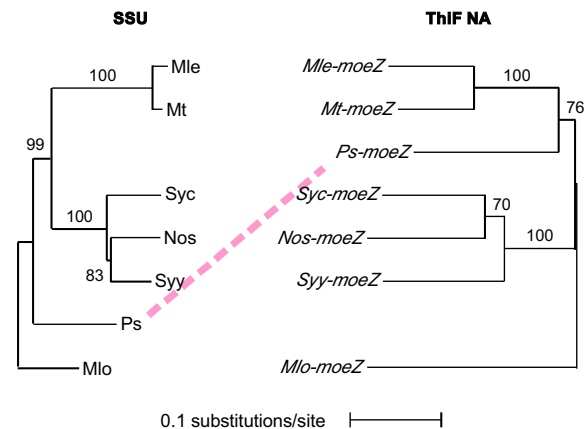 SSU
ThIF NA
Mle
100
Mt
99
Syc
100
Nos
83
Syy
Ps
Mlo
Mle-moeZ
100
Mt-moeZ
76
Ps-moeZ
Syc-moeZ
70
Nos-moeZ
100
Syy-moeZ
Mlo-moeZ
0.1 substitutions/site